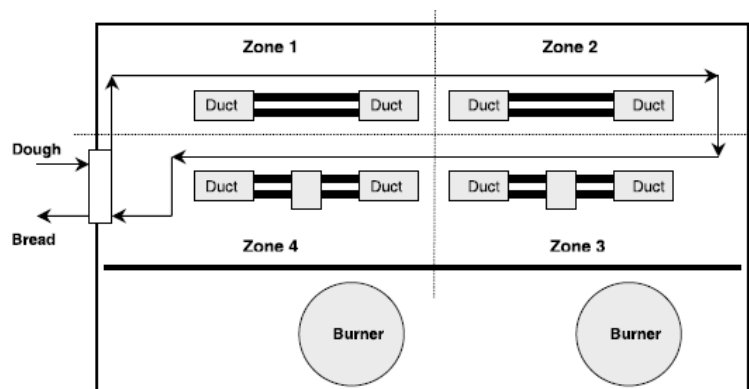 Zone 1
Zone 2
Duct
Duct
Duct
Duct
Dough
Duct
Duct
Duct
Duct
Bread
Zone 4
Zone 3
Burner
Burner